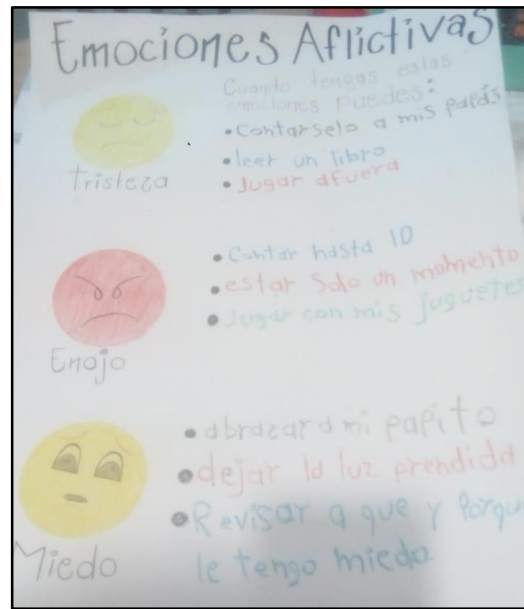 Emociones Aflictivas
Cuando tengas estas
emociones puedes:
• Contarselo a mis papás
• leer un libro
• Jugar afuera
Tristeza
• Contar hasta 10
• estar solo un momento
• Jugar con mis juguetes
Enojo
• abrazar a mi papito
• dejar la luz prendida
• Revisar a que y Porqu
le tengo miedo
Miedo